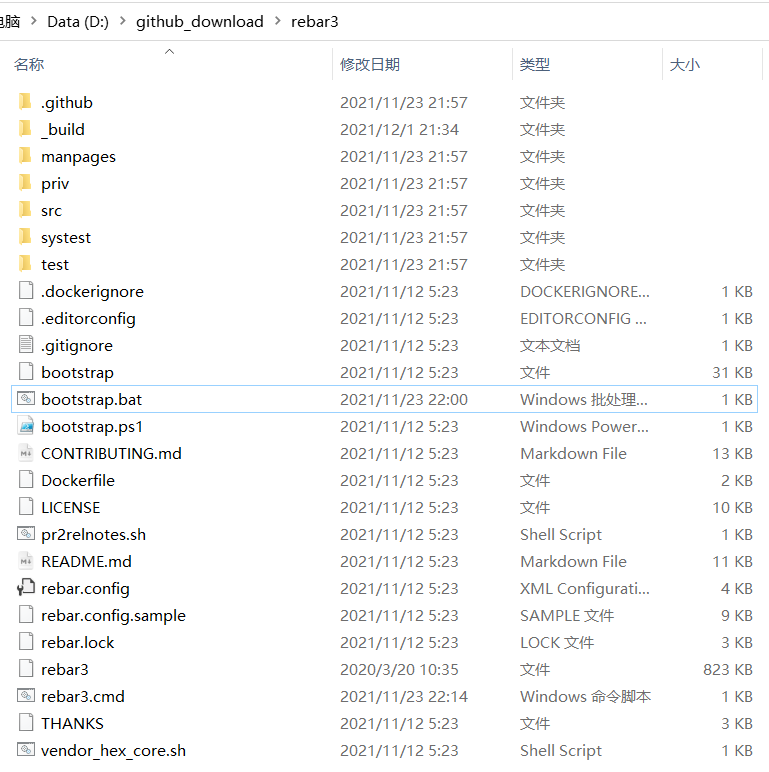 电脑 > Data (D:) > github_download > rebar3
名称 修改日期 类型 大小
.github 2021/11/23 21:57 文件夹
_build 2021/12/1 21:34 文件夹
manpages 2021/11/23 21:57 文件夹
priv 2021/11/23 21:57 文件夹
src 2021/11/23 21:57 文件夹
systest 2021/11/23 21:57 文件夹
test 2021/11/23 21:57 文件夹
.dockerignore 2021/11/12 5:23 DOCKERIGNORE... 1 KB
.editorconfig 2021/11/12 5:23 EDITORCONFIG ... 1 KB
.gitignore 2021/11/12 5:23 文本文档 1 KB
bootstrap 2021/11/12 5:23 文件 31 KB
bootstrap.bat 2021/11/23 22:00 Windows 批处理... 1 KB
bootstrap.ps1 2021/11/12 5:23 Windows Power... 1 KB
CONTRIBUTING.md 2021/11/12 5:23 Markdown File 13 KB
Dockerfile 2021/11/12 5:23 文件 2 KB
LICENSE 2021/11/12 5:23 文件 10 KB
pr2relnotes.sh 2021/11/12 5:23 Shell Script 1 KB
README.md 2021/11/12 5:23 Markdown File 11 KB
rebar.config 2021/11/12 5:23 XML Configurati... 4 KB
rebar.config.sample 2021/11/12 5:23 SAMPLE 文件 9 KB
rebar.lock 2021/11/12 5:23 LOCK 文件 3 KB
rebar3 2020/3/20 10:35 文件 823 KB
rebar3.cmd 2021/11/23 22:14 Windows 命令脚本 1 KB
THANKS 2021/11/12 5:23 文件 3 KB
vendor_hex_core.sh 2021/11/12 5:23 Shell Script 1 KB